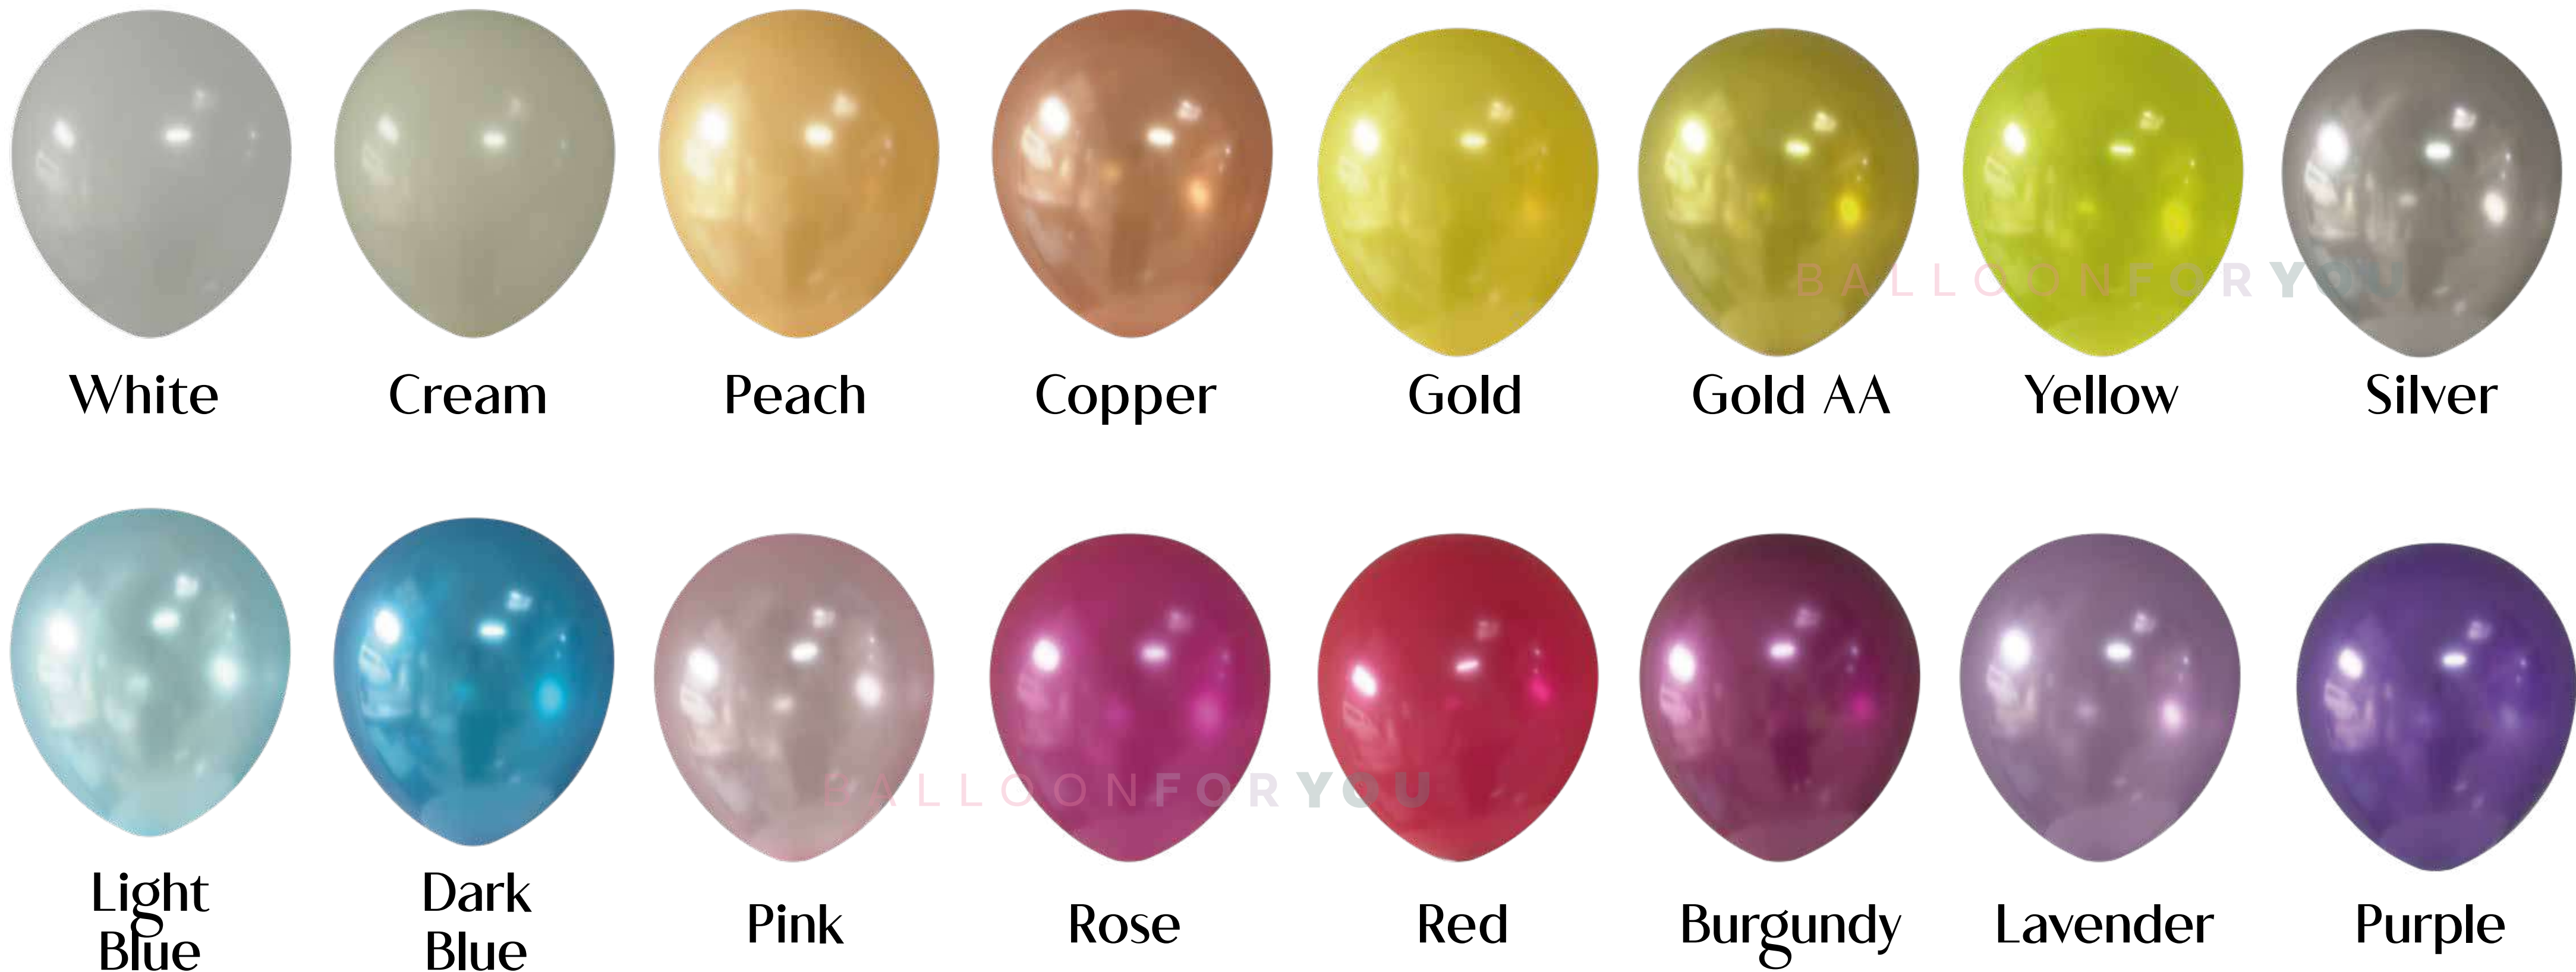 BALLOONFORYOU
White
Cream
Peach
Copper
Gold
Gold AA
Yellow
Silver
BALLOONFORYOU
Light
Blue
Dark
Blue
Pink
Rose
Red
Burgundy
Lavender
Purple